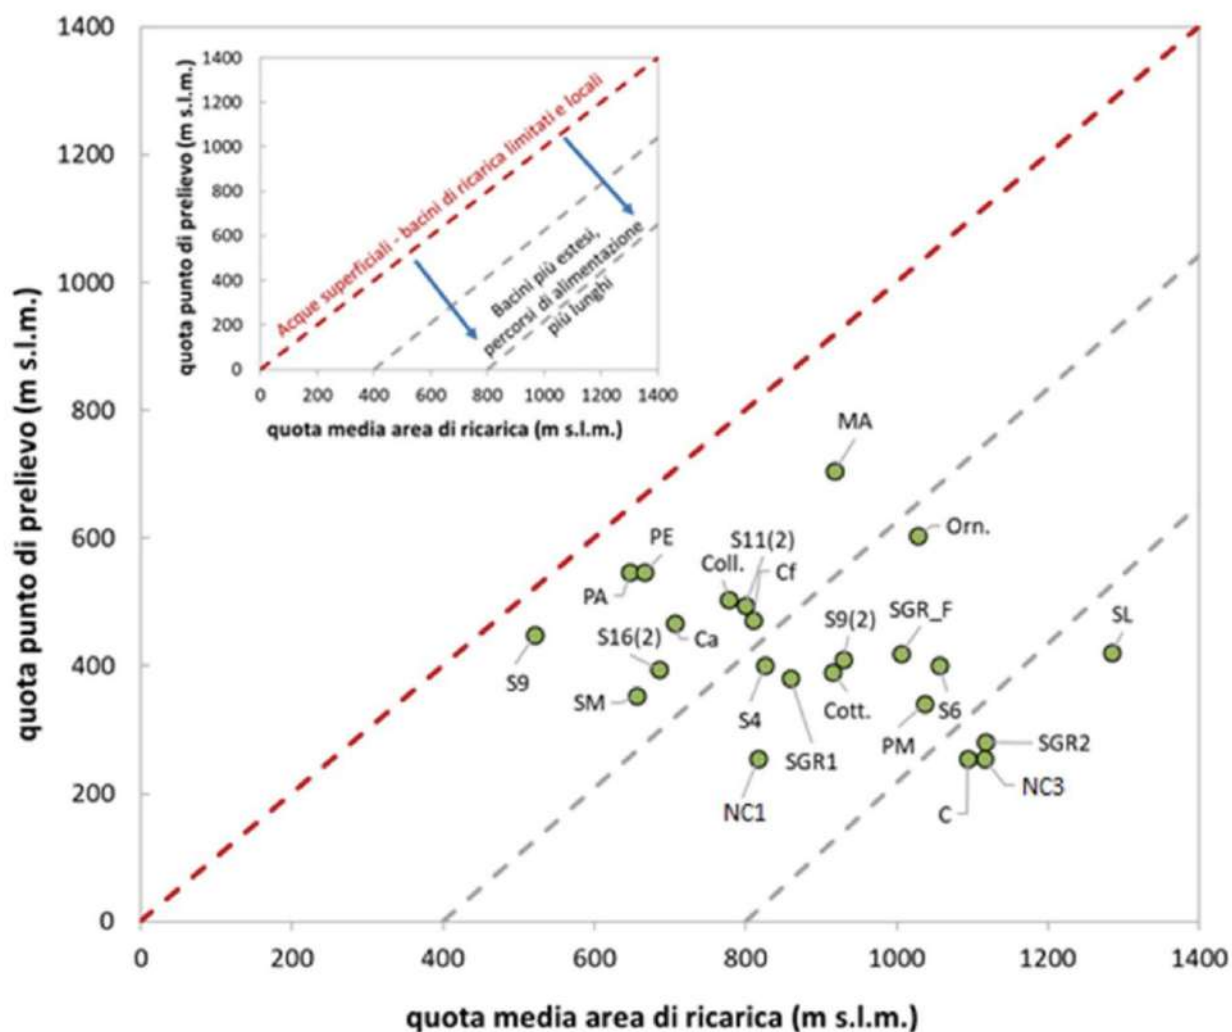 1400
1200
1000
800
600
400
200
0
quota punto di prelievo (m s.l.m.)
1400
1200
1000
800
600
400
200
0
quota punto di prelievo (m s.l.m.)
Acque superficiali - bacini di ricarica limitati e locali
Bacini più estesi,
percorsi di alimentazione
più lunghi
0 200 400 600 800 1000 1200 1400
quota media area di ricarica (m s.l.m.)
MA
Orn.
PE
S11(2)
Coll.
Cf
PA
S9(2)
SGR_F
SL
S16(2)
Ca
S9
SM
S4
Cott.
S6
PM
SGR1
SGR2
NC3
NC1
C
0 200 400 600 800 1000 1200 1400
quota media area di ricarica (m s.l.m.)